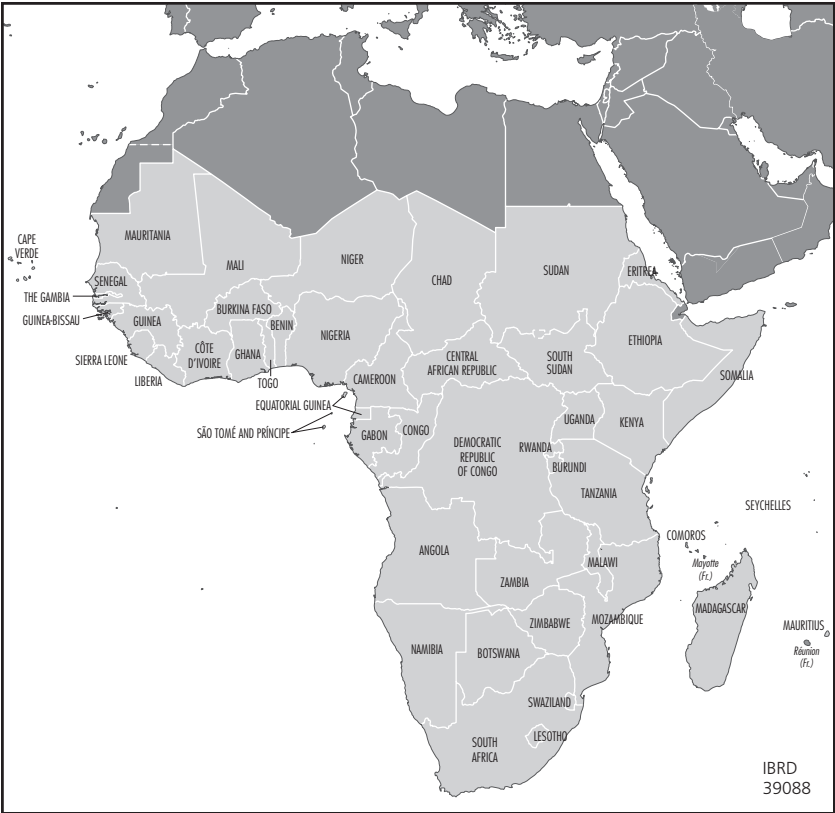 CAPE
VERDE
MAURITANIA
MALI
NIGER
CHAD
SUDAN
ERITREA
SENEGAL
THE GAMBIA
GUINEA-BISSAU
GUINEA
BURKINA FASO
BENIN
NIGERIA
ETHIOPIA
SIERRA LEONE
LIBERIA
CÔTE
D'IVOIRE
GHANA
TOGO
CAMEROON
CENTRAL
AFRICAN REPUBLIC
SOUTH
SUDAN
SOMALIA
EQUATORIAL GUINEA
SÃO TOMÉ AND PRÍNCIPE
GABON
CONGO
DEMOCRATIC
REPUBLIC
OF CONGO
UGANDA
KENYA
RWANDA
BURUNDI
TANZANIA
SEYCHELLES
COMOROS
Mayotte
(Fr.)
ANGOLA
ZAMBIA
MALAWI
MOZAMBIQUE
MADAGASCAR
MAURITIUS
Réunion
(Fr.)
NAMIBIA
BOTSWANA
ZIMBABWE
SWAZILAND
LESOTHO
SOUTH
AFRICA
IBRD
39088